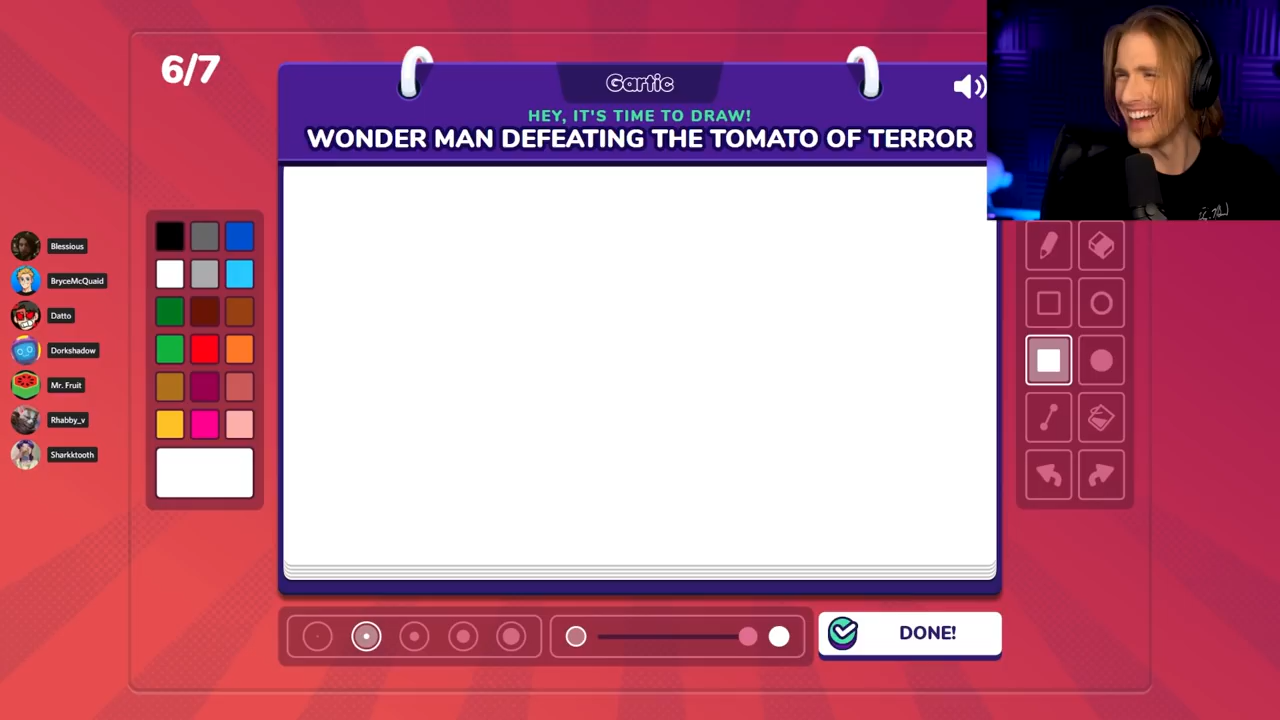 6/7
Gartic
HEY, IT'S TIME TO DRAW!
WONDER MAN DEFEATING THE TOMATO OF TERROR
Blessious
BryceMcQuaid
Datto
Dorkshadow
Mr. Fruit
Rhabby_v
Sharkktooth
DONE!